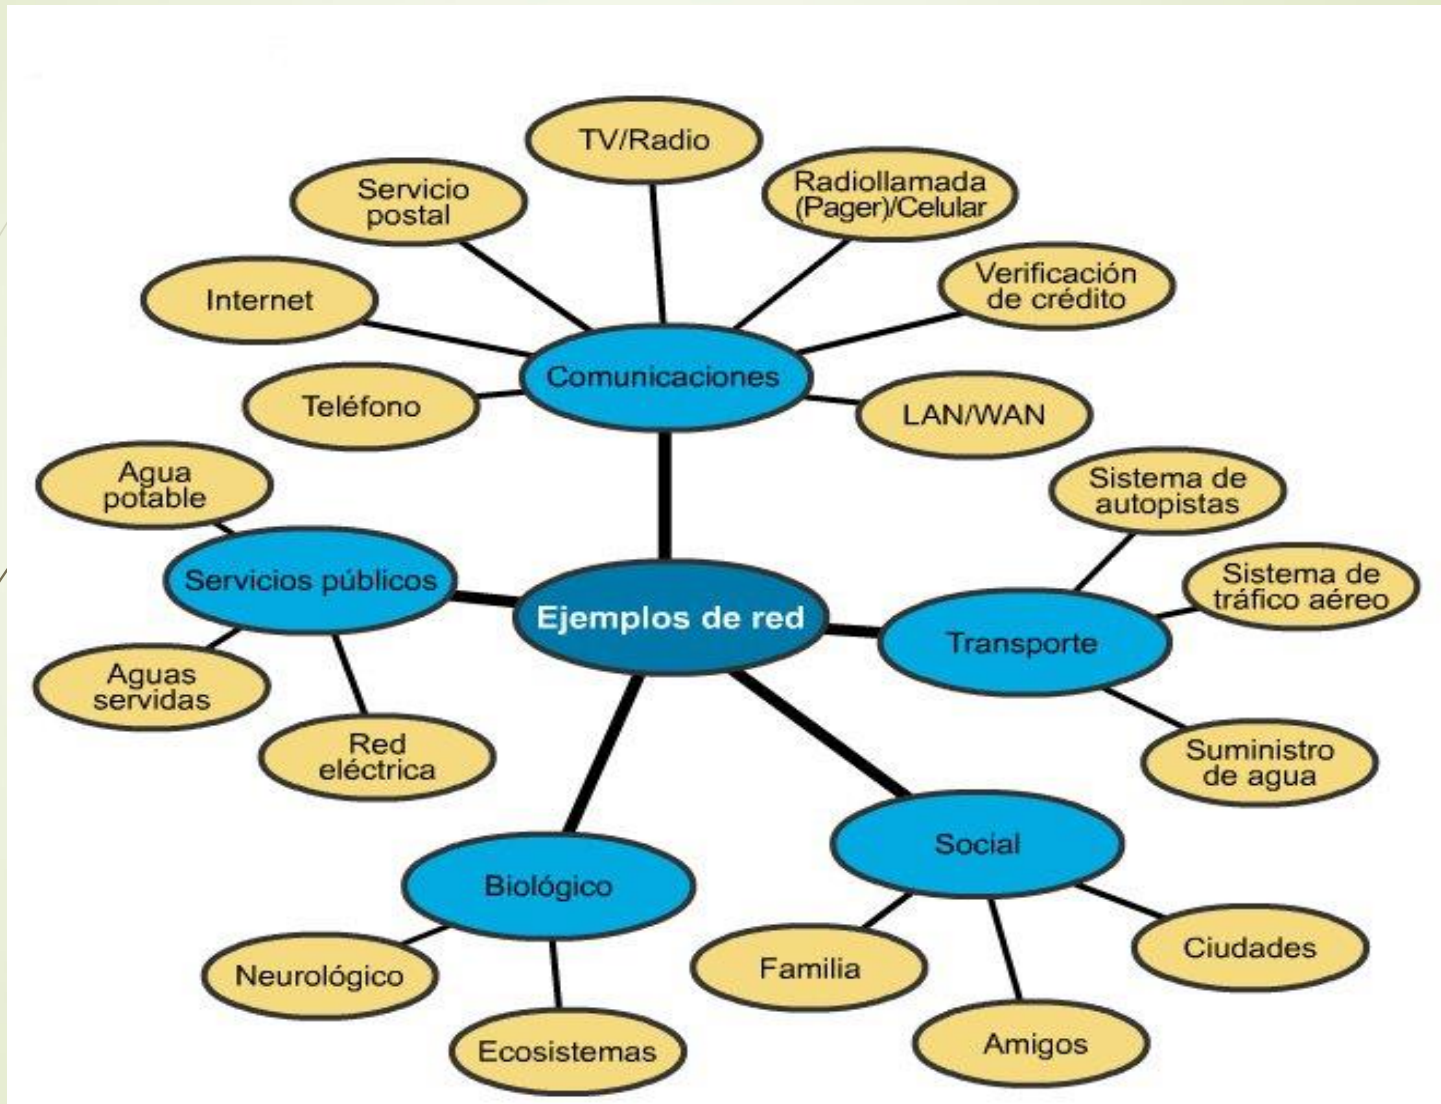 TV/Radio
Servicio
postal
Radiollamada
(Pager)/Celular
Internet
Verificación
de crédito
Comunicaciones
Teléfono
LAN/WAN
Agua
potable
Sistema de
autopistas
Servicios públicos
Sistema de
tráfico aéreo
Ejemplos de red
Transporte
Aguas
servidas
Red
eléctrica
Suministro
de agua
Social
Biológico
Neurológico
Familia
Ciudades
Ecosistemas
Amigos